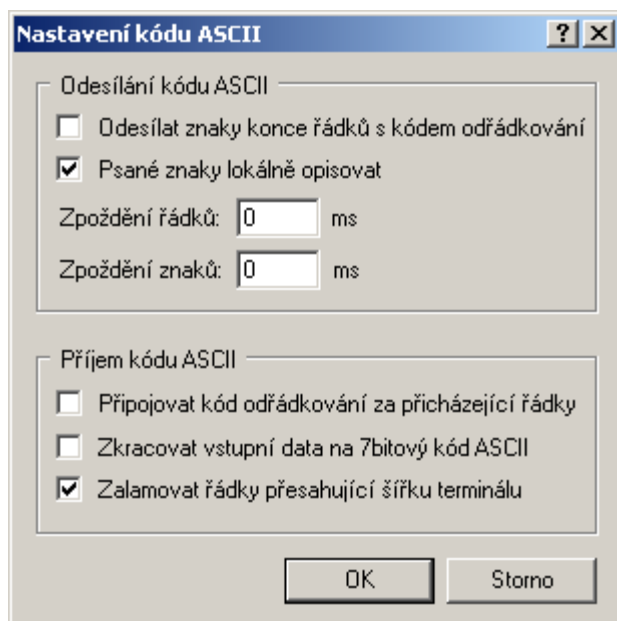 Nastavení kódu ASCII
Odesílání kódu ASCII
Odesílat znaky konce řádků s kódem odřádkování
Psané znaky lokálně opisovat
Zpoždění řádků: 0 ms
Zpoždění znaků: 0 ms
Příjem kódu ASCII
Připojovat kód odřádkování za přicházející řádky
Zkracovat vstupní data na 7bitový kód ASCII
Zalamovat řádky přesahující šířku terminálu
OK Storno